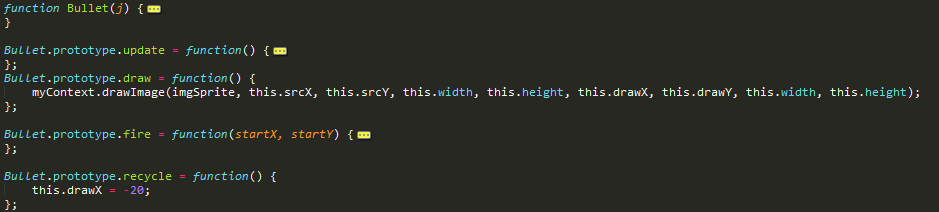 function Bullet(j) {
}
Bullet.prototype.update = function() {
};
Bullet.prototype.draw = function() {
myContext.drawImage(imgSprite, this.srcX, this.srcY, this.width, this.height, this.drawX, this.drawY, this.width, this.height);
};
Bullet.prototype.fire = function(startX, startY) {
};
Bullet.prototype.recycle = function() {
this.drawX = -20;
};